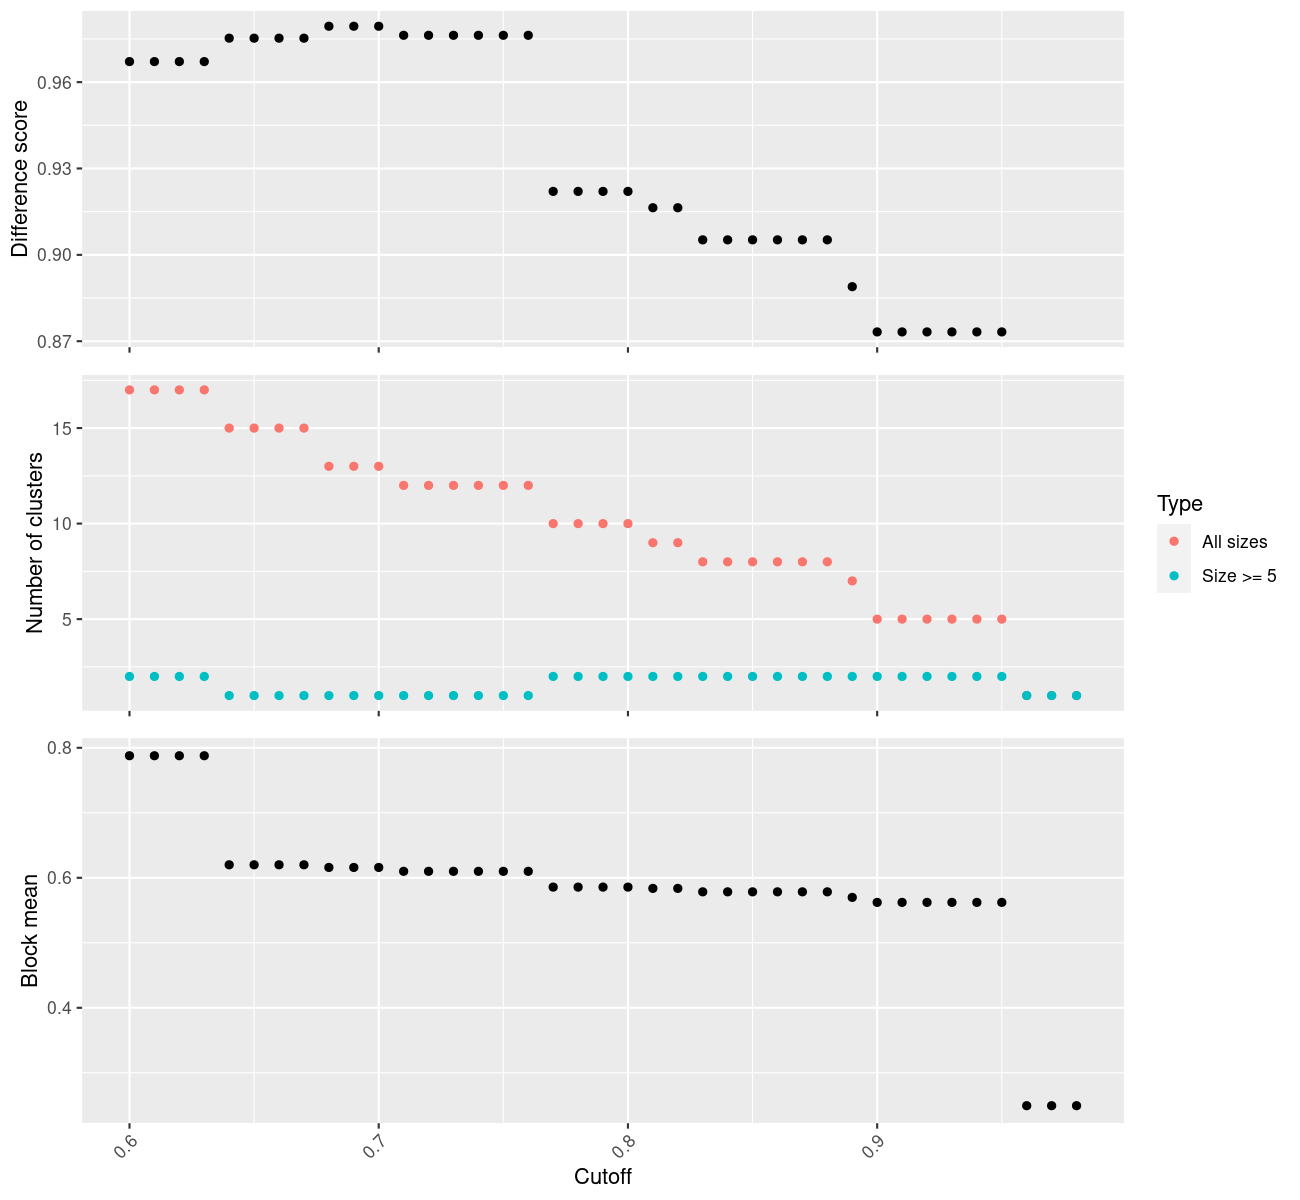 Difference score
0.96
0.93
0.90
0.87
Number of clusters
15
10
5
Type
All sizes
Size >= 5
Block mean
0.8
0.6
0.4
0.6
0.7
0.8
0.9
Cutoff